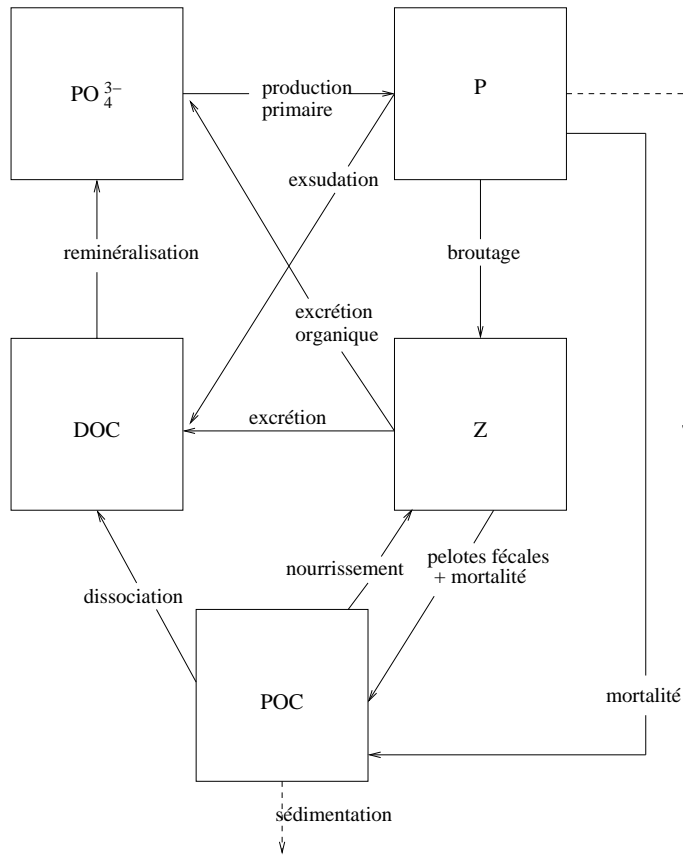 PO 3− 4
P
production
primaire
exsudation
reminéralisation
broutage
excrétion
organique
DOC
excrétion
Z
nourrissement
pelotes fécales
+ mortalité
dissociation
POC
mortalité
sédimentation